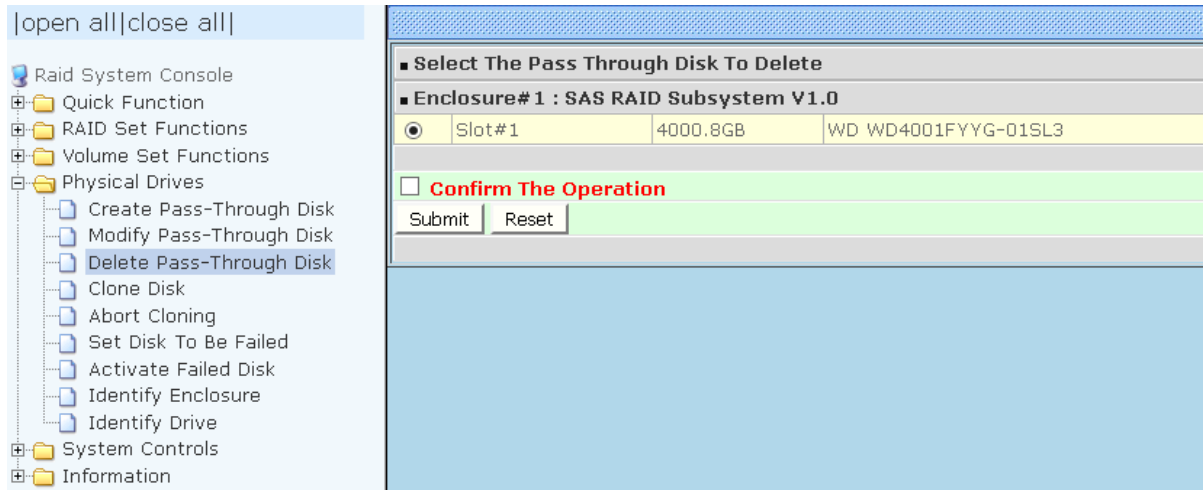 |open all|close all|
Raid System Console
Quick Function
RAID Set Functions
Volume Set Functions
Physical Drives
Create Pass-Through Disk
Modify Pass-Through Disk
Delete Pass-Through Disk
Clone Disk
Abort Cloning
Set Disk To Be Failed
Activate Failed Disk
Identify Enclosure
Identify Drive
System Controls
Information
Select The Pass Through Disk To Delete
Enclosure#1 : SAS RAID Subsystem V1.0
Slot#1 4000.8GB WD WD4001FYYG-01SL3
Confirm The Operation
Submit Reset